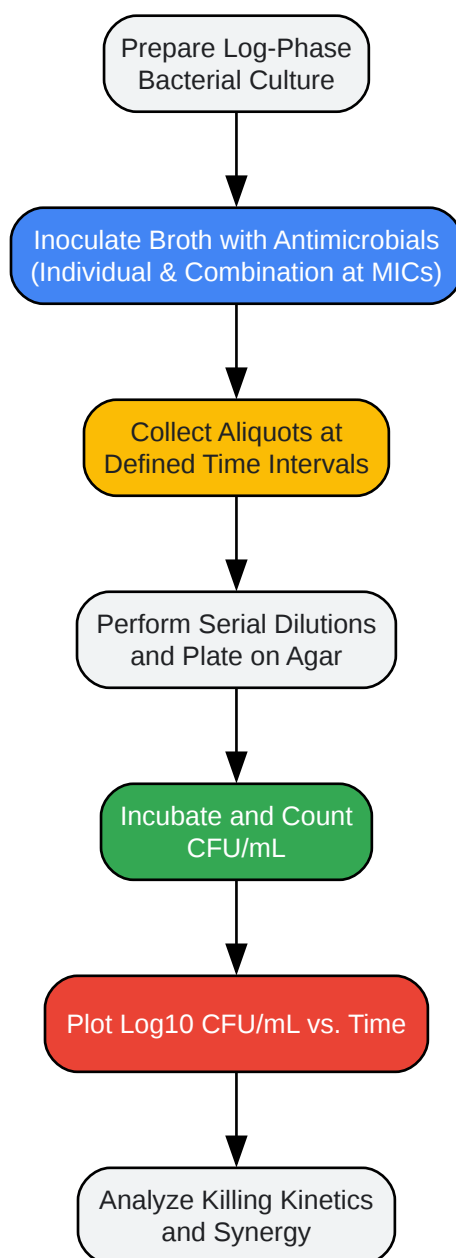 Prepare Log-Phase
Bacterial Culture
Inoculate Broth with Antimicrobials
(Individual & Combination at MICs)
Collect Aliquots at
Defined Time Intervals
Perform Serial Dilutions
and Plate on Agar
Incubate and Count
CFU/mL
Plot Log10 CFU/mL vs. Time
Analyze Killing Kinetics
and Synergy